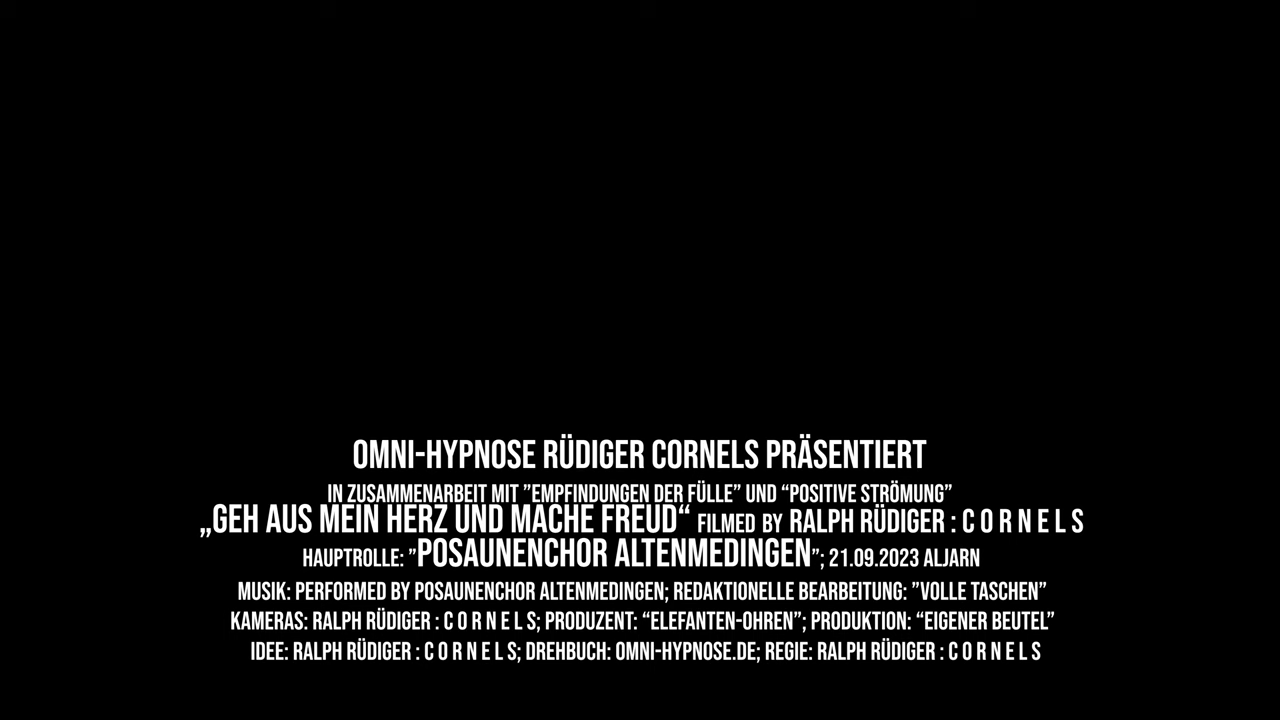 OMNI-HYPNOSE RÜDIGER CORNELS PRÄSENTIERT
IN ZUSAMMENARBEIT MIT ”EMPFINDUNGEN DER FÜLLE” UND “POSITIVE STRÖMUNG”
„GEH AUS MEIN HERZ UND MACHE FREUD“ FILMED BY RALPH RÜDIGER : C O R N E L S
HAUPTROLLE: ”POSAUNENCHOR ALTENMEDINGEN”; 21.09.2023 ALJARN
MUSIK: PERFORMED BY POSAUNENCHOR ALTENMEDINGEN; REDAKTIONELLE BEARBEITUNG: ”VOLLE TASCHEN”
KAMERAS: RALPH RÜDIGER : C O R N E L S; PRODUZENT: “ELEFANTEN-OHREN”; PRODUKTION: “EIGENER BEUTEL”
IDEE: RALPH RÜDIGER : C O R N E L S; DREHBUCH: OMNI-HYPNOSE.DE; REGIE: RALPH RÜDIGER : C O R N E L S